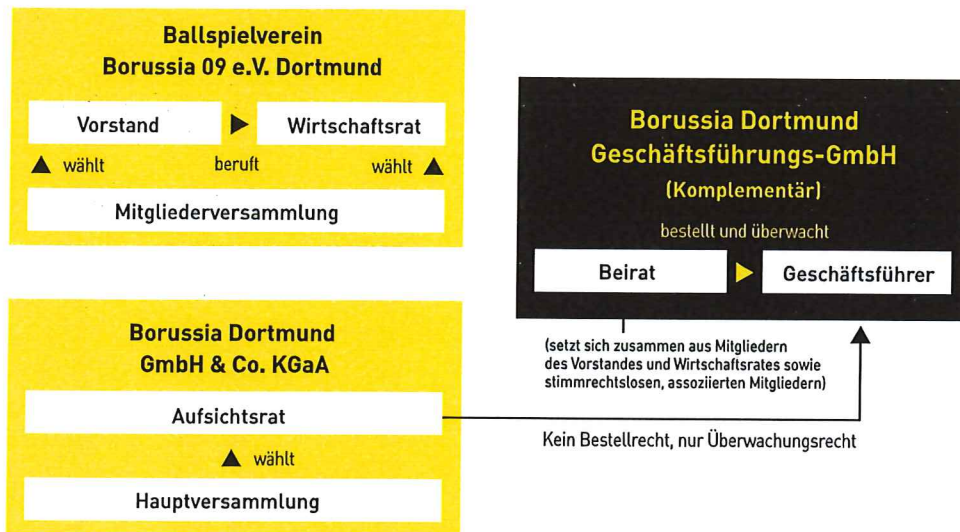 Ballspielverein
Borussia 09 e.V. Dortmund
Vorstand
Wirtschaftsrat
wählt
beruft
wählt
Mitgliederversammlung
Borussia Dortmund
Geschäftsführungs-GmbH
(Komplementär)
bestellt und überwacht
Beirat
Geschäftsführer
(setzt sich zusammen aus Mitgliedern
des Vorstandes und Wirtschaftsrates sowie
stimmrechtslosen, assoziierten Mitgliedern)
Borussia Dortmund
GmbH & Co. KGaA
Aufsichtsrat
Kein Bestellrecht, nur Überwachungsrecht
wählt
Hauptversammlung